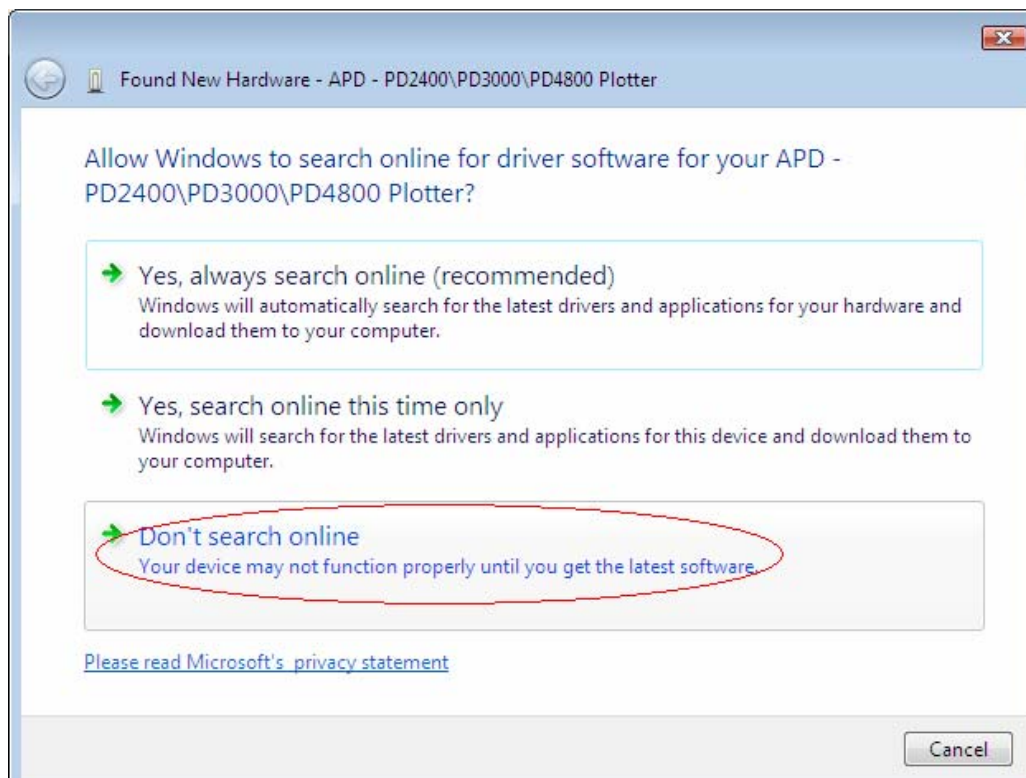 Found New Hardware - APD - PD2400\PD3000\PD4800 Plotter
Allow Windows to search online for driver software for your APD -
PD2400\PD3000\PD4800 Plotter?
Yes, always search online (recommended)
Windows will automatically search for the latest drivers and applications for your hardware and
download them to your computer.
Yes, search online this time only
Windows will search for the latest drivers and applications for this device and download them to
your computer.
Don't search online
Your device may not function properly until you get the latest software.
Please read Microsoft's  privacy statement
Cancel